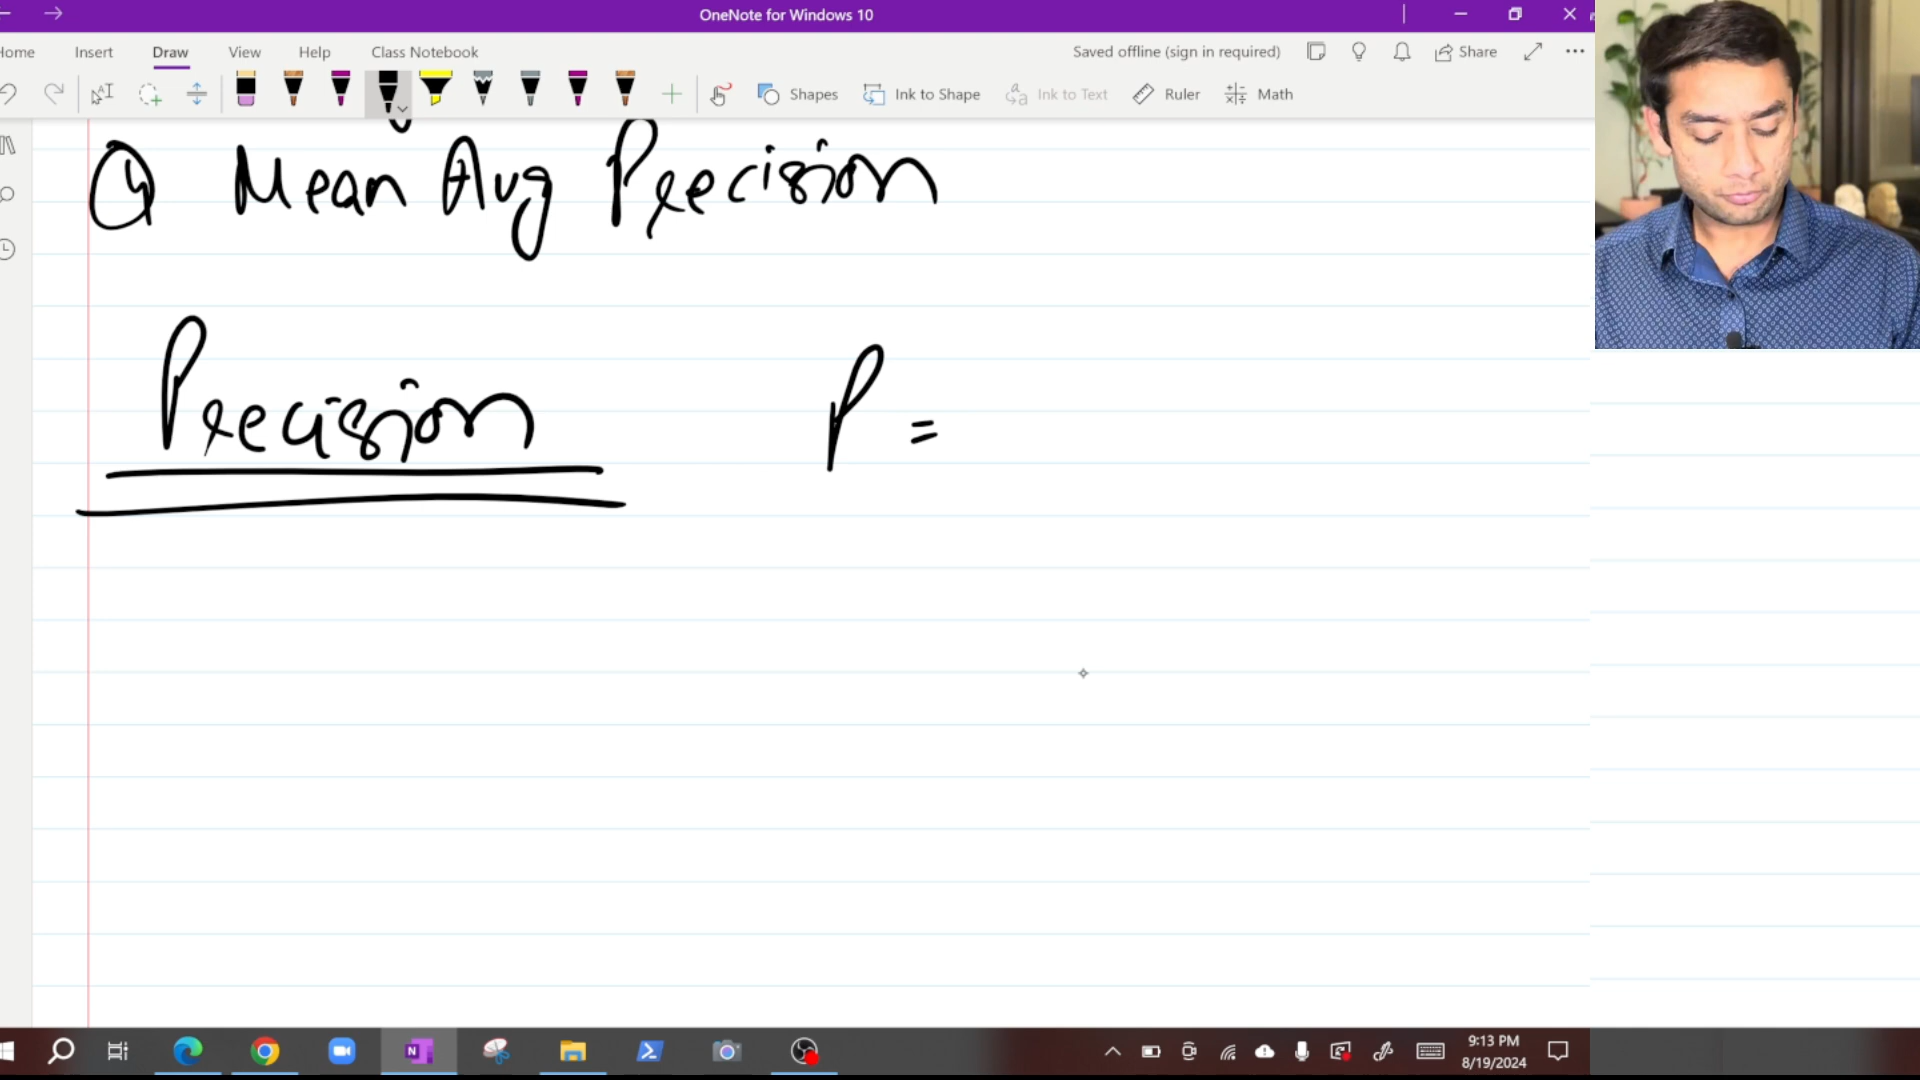 OneNote for Windows 10
Home Insert Draw View Help Class Notebook Saved offline (sign in required) Share
Shapes Ink to Shape Ink to Text Ruler Math
④ Mean Avg Precision
Precision P =
9:13 PM
8/19/2024